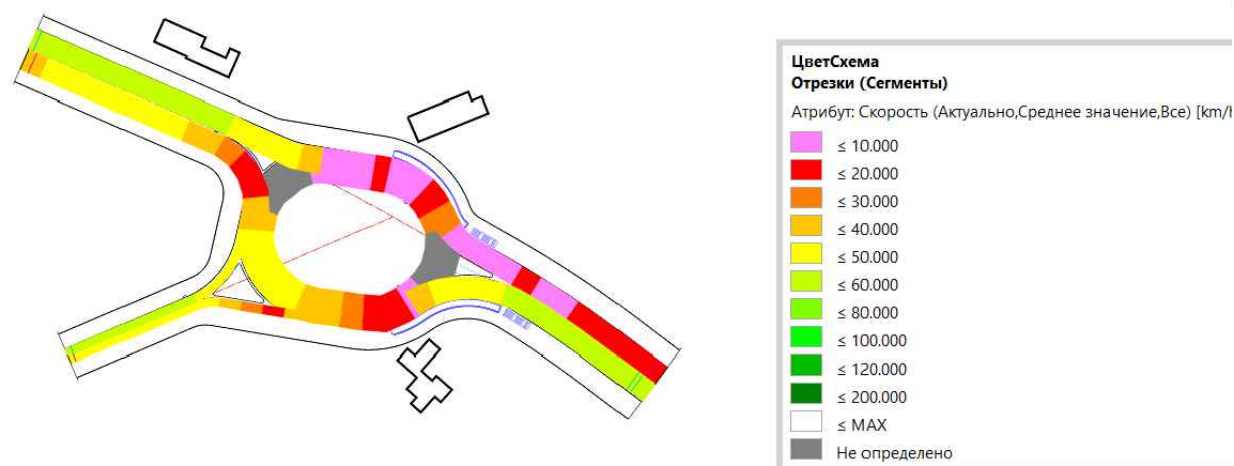 ЦветСхема
Отрезки (Сегменты)
Атрибут: Скорость (Актуально,Среднее значение,Все) [km/h
≤ 10.000
≤ 20.000
≤ 30.000
≤ 40.000
≤ 50.000
≤ 60.000
≤ 80.000
≤ 100.000
≤ 120.000
≤ 200.000
≤ MAX
Не определено